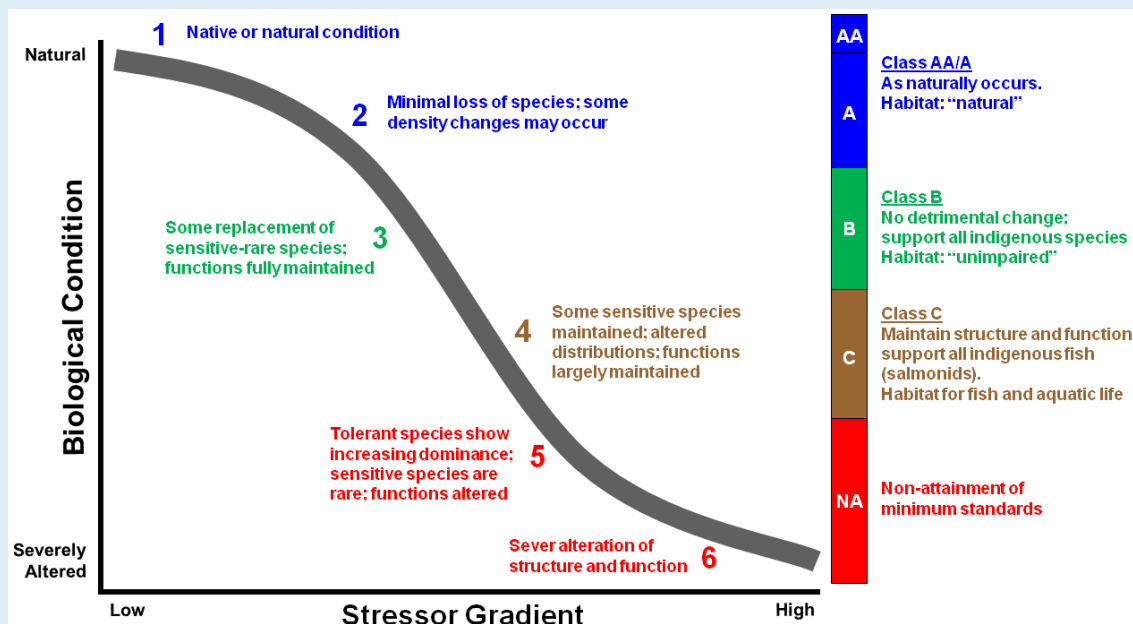 1 Native or natural condition
Natural
2 Minimal loss of species; some
density changes may occur
Some replacement of
sensitive-rare species;
functions fully maintained
3
4 Some sensitive species
maintained; altered
distributions; functions
largely maintained
Tolerant species show
increasing dominance;
sensitive species are
rare; functions altered
5
Sever alteration of
structure and function
6
Severely
Altered
Biological Condition
Low
Stressor Gradient
High
AA
A
B
C
NA
Class AA/A
As naturally occurs.
Habitat: “natural”
Class B
No detrimental change;
support all indigenous species
Habitat: “unimpaired”
Class C
Maintain structure and function
support all indigenous fish
(salmonids).
Habitat for fish and aquatic life
Non-attainment of
minimum standards